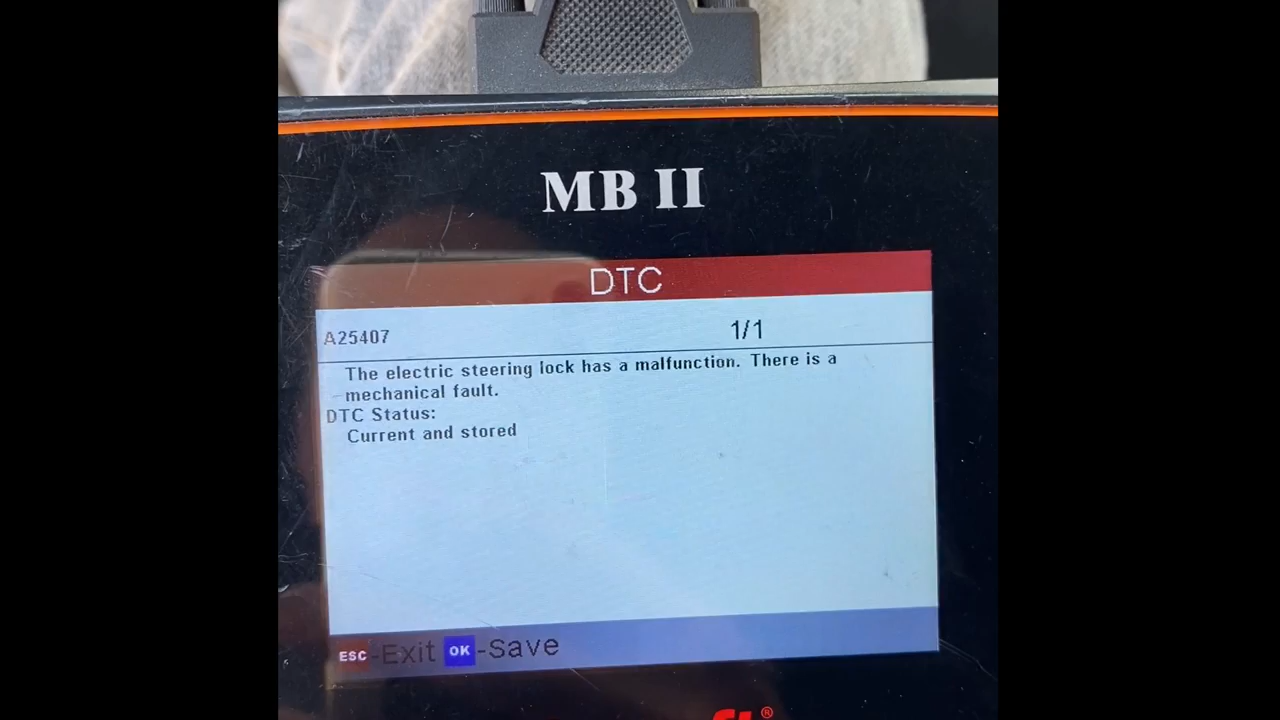 MB II
DTC
A25407 1/1
The electric steering lock has a malfunction. There is a
mechanical fault.
DTC Status:
Current and stored
ESC-Exit OK-Save